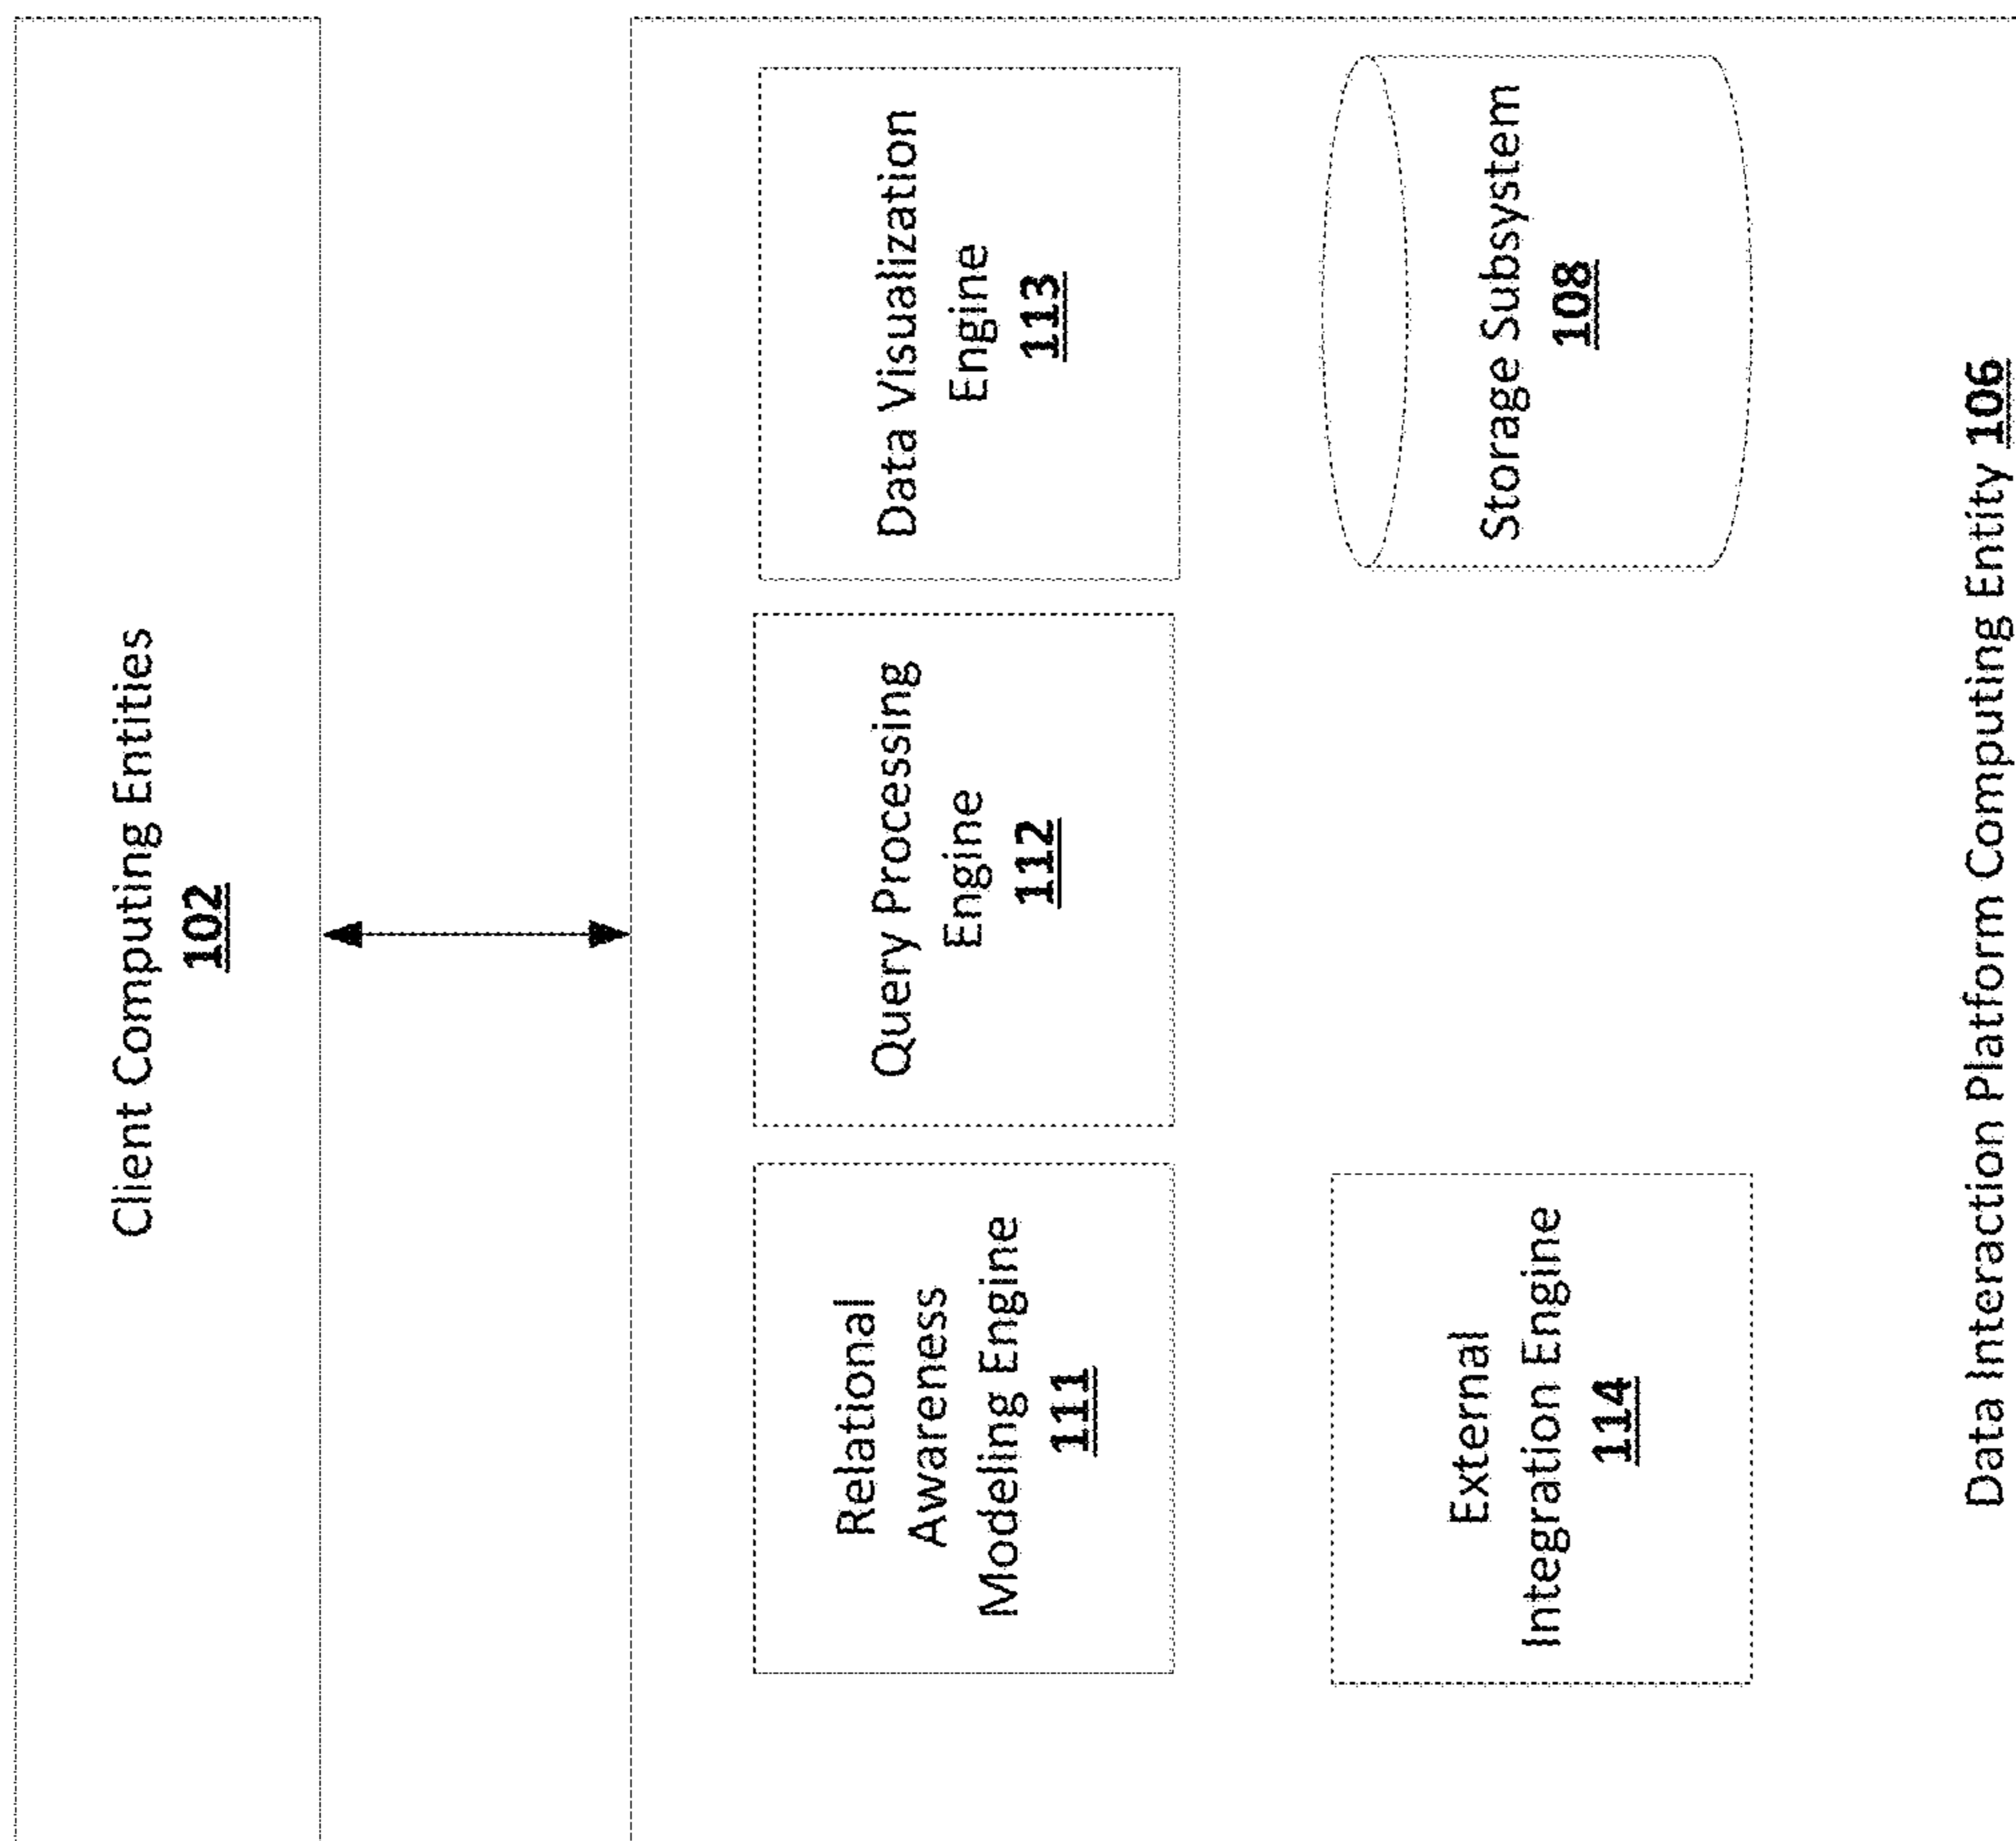 Client Computing Entities
102
Relational
Awareness
Modeling Engine
111
Query Processing
Engine
112
Data Visualization
Engine
113
External
Integration Engine
114
Storage Subsystem
108
Data Interaction Platform Computing Entity 106